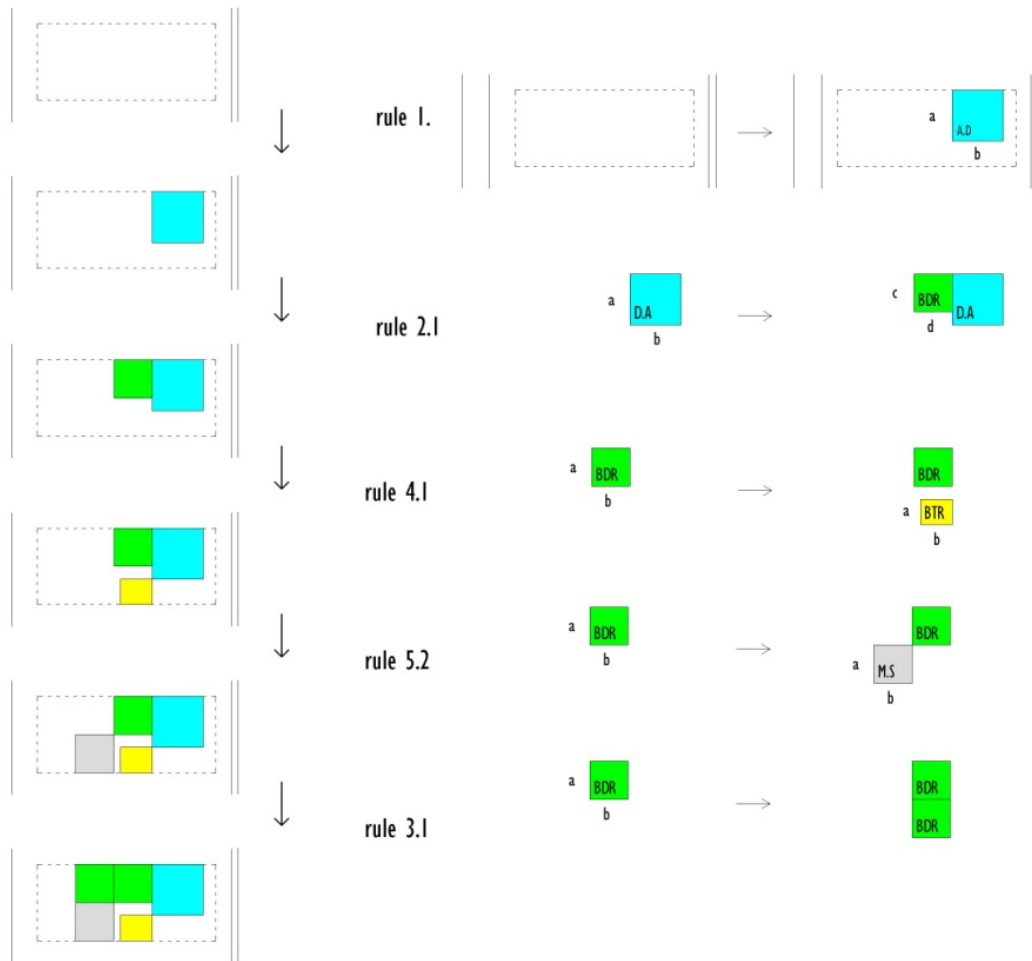 rule 1.
a
A.D
b
rule 2.1
a
D.A
b
c
BDR
D.A
d
rule 4.1
a
BDR
b
BDR
a
BTR
b
rule 5.2
a
BDR
b
BDR
a
M.S
b
rule 3.1
a
BDR
b
BDR
BDR